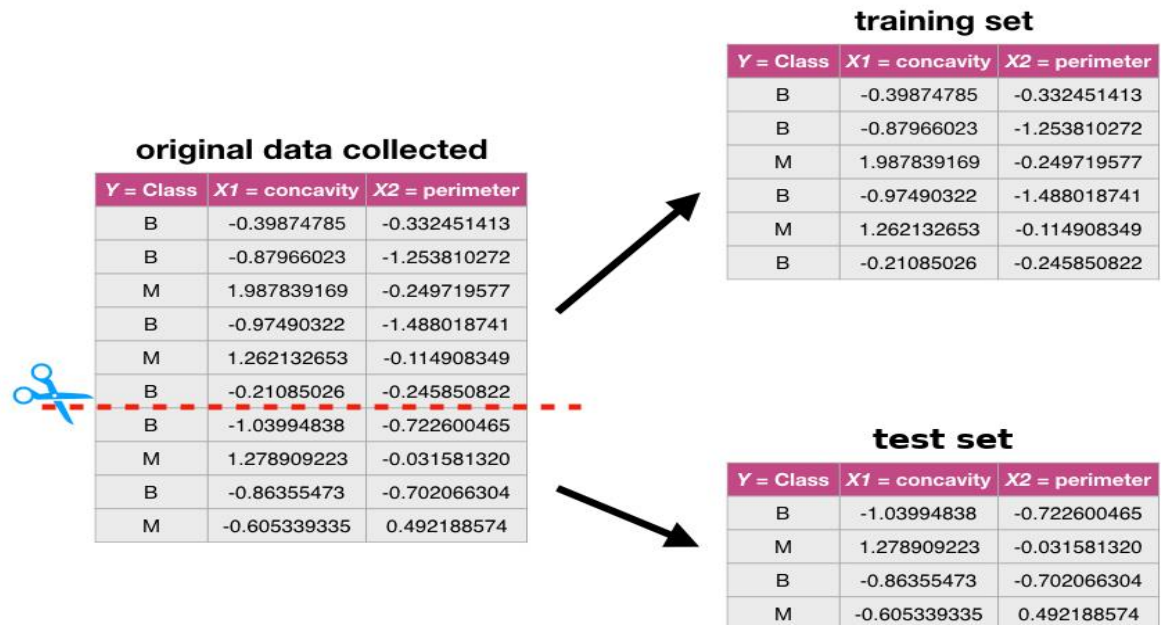 original data collected
Y = Class X1 = concavity X2 = perimeter
B -0.39874785 -0.332451413
B -0.87966023 -1.253810272
M 1.987839169 -0.249719577
B -0.97490322 -1.488018741
M 1.262132653 -0.114908349
B -0.21085026 -0.245850822
B -1.03994838 -0.722600465
M 1.278909223 -0.031581320
B -0.86355473 -0.702066304
M -0.605339335 0.492188574
training set
Y = Class X1 = concavity X2 = perimeter
B -0.39874785 -0.332451413
B -0.87966023 -1.253810272
M 1.987839169 -0.249719577
B -0.97490322 -1.488018741
M 1.262132653 -0.114908349
B -0.21085026 -0.245850822
test set
Y = Class X1 = concavity X2 = perimeter
B -1.03994838 -0.722600465
M 1.278909223 -0.031581320
B -0.86355473 -0.702066304
M -0.605339335 0.492188574